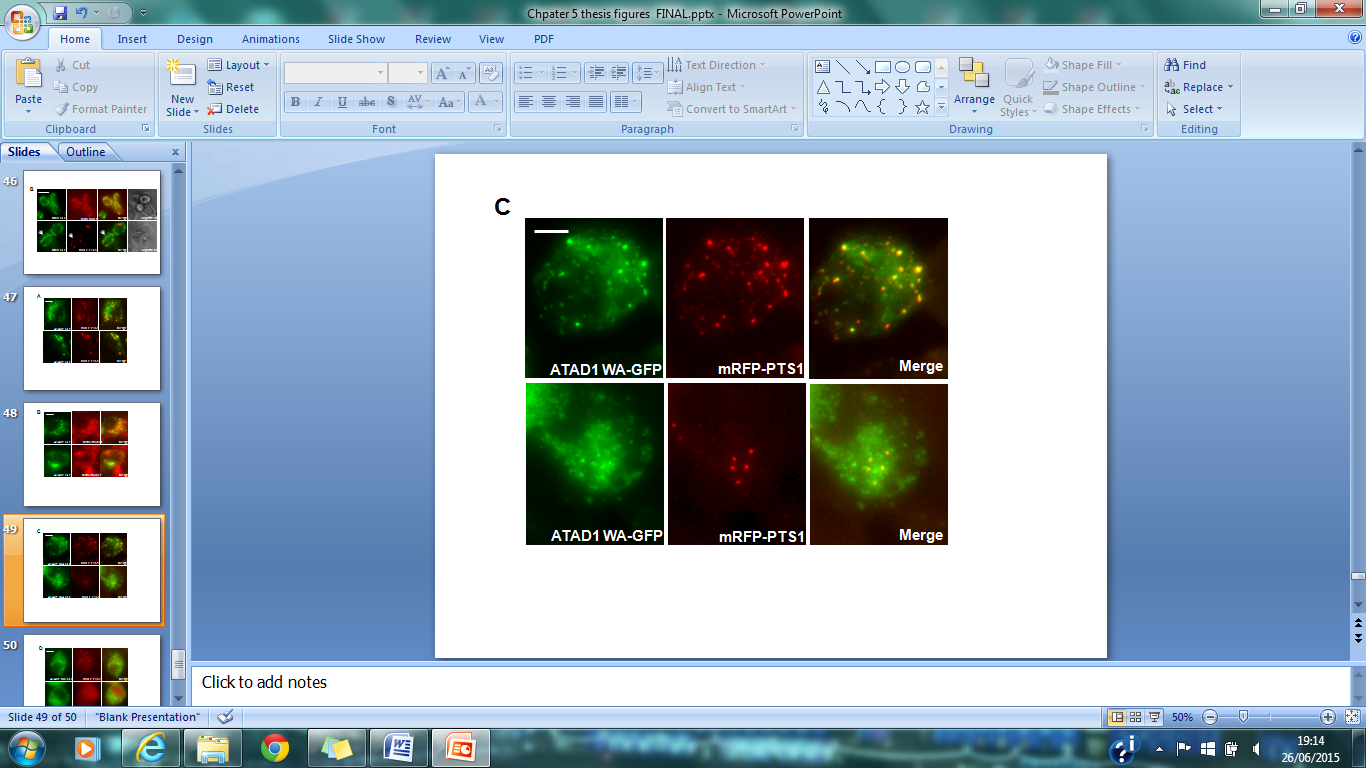 Chpater 5 thesis figures  FINAL.pptx - Microsoft PowerPoint
Home Insert Design Animations Slide Show Review View PDF
Paste
Cut
Copy
Format Painter
Clipboard
New
Slide
Layout
Reset
Delete
Slides
B I U abc S AV Aa A
Font
Text Direction
Align Text
Convert to SmartArt
Paragraph
Arrange
Quick
Styles
Shape Fill
Shape Outline
Shape Effects
Drawing
Find
Replace
Select
Editing
Slides Outline x
46
47
48
49
50
C
ATAD1 WA-GFP mRFP-PTS1 Merge
ATAD1 WA-GFP mRFP-PTS1 Merge
Click to add notes
Slide 49 of 50 "Blank Presentation" 50%
19:14
26/06/2015